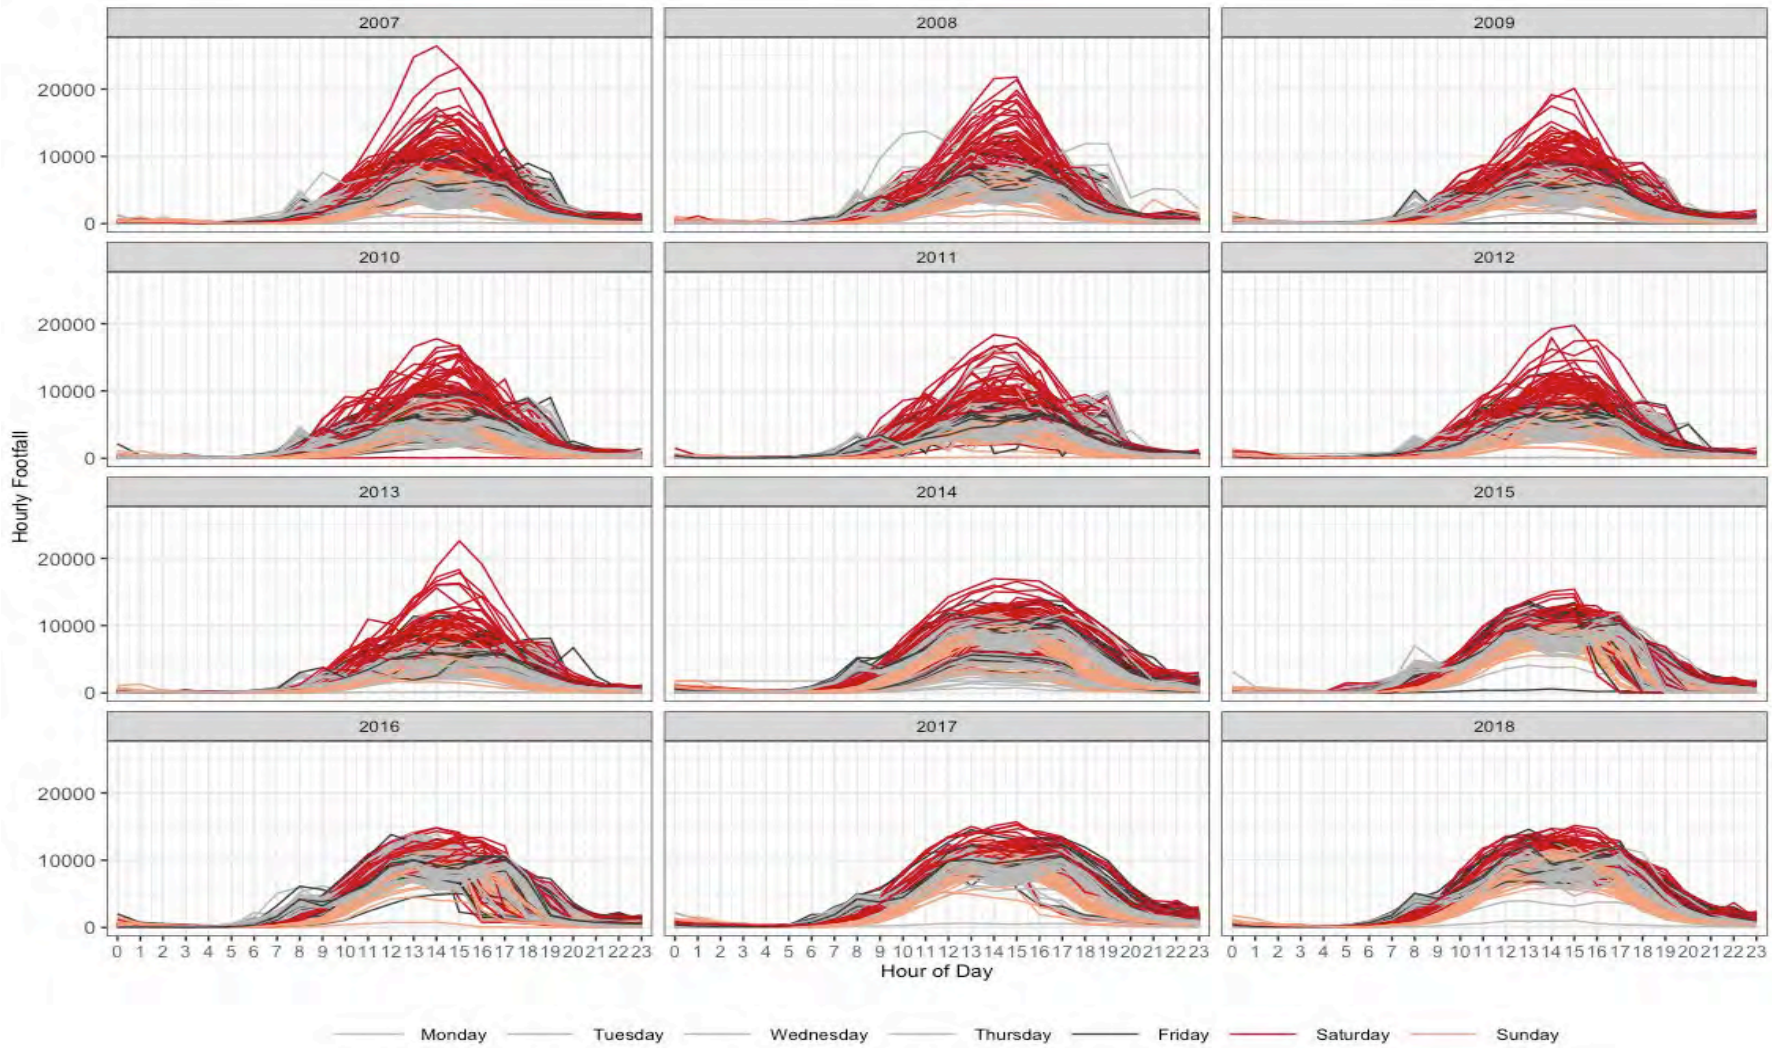 2007 2008 2009
20000
10000
0
2010 2011 2012
20000
10000
0
2013 2014 2015
20000
10000
0
2016 2017 2018
20000
10000
0
Hourly Footfall
0 1 2 3 4 5 6 7 8 9 10 11 12 13 14 15 16 17 18 19 20 21 22 23 0 1 2 3 4 5 6 7 8 9 10 11 12 13 14 15 16 17 18 19 20 21 22 23 0 1 2 3 4 5 6 7 8 9 10 11 12 13 14 15 16 17 18 19 20 21 22 23
Hour of Day
Monday Tuesday Wednesday Thursday Friday Saturday Sunday